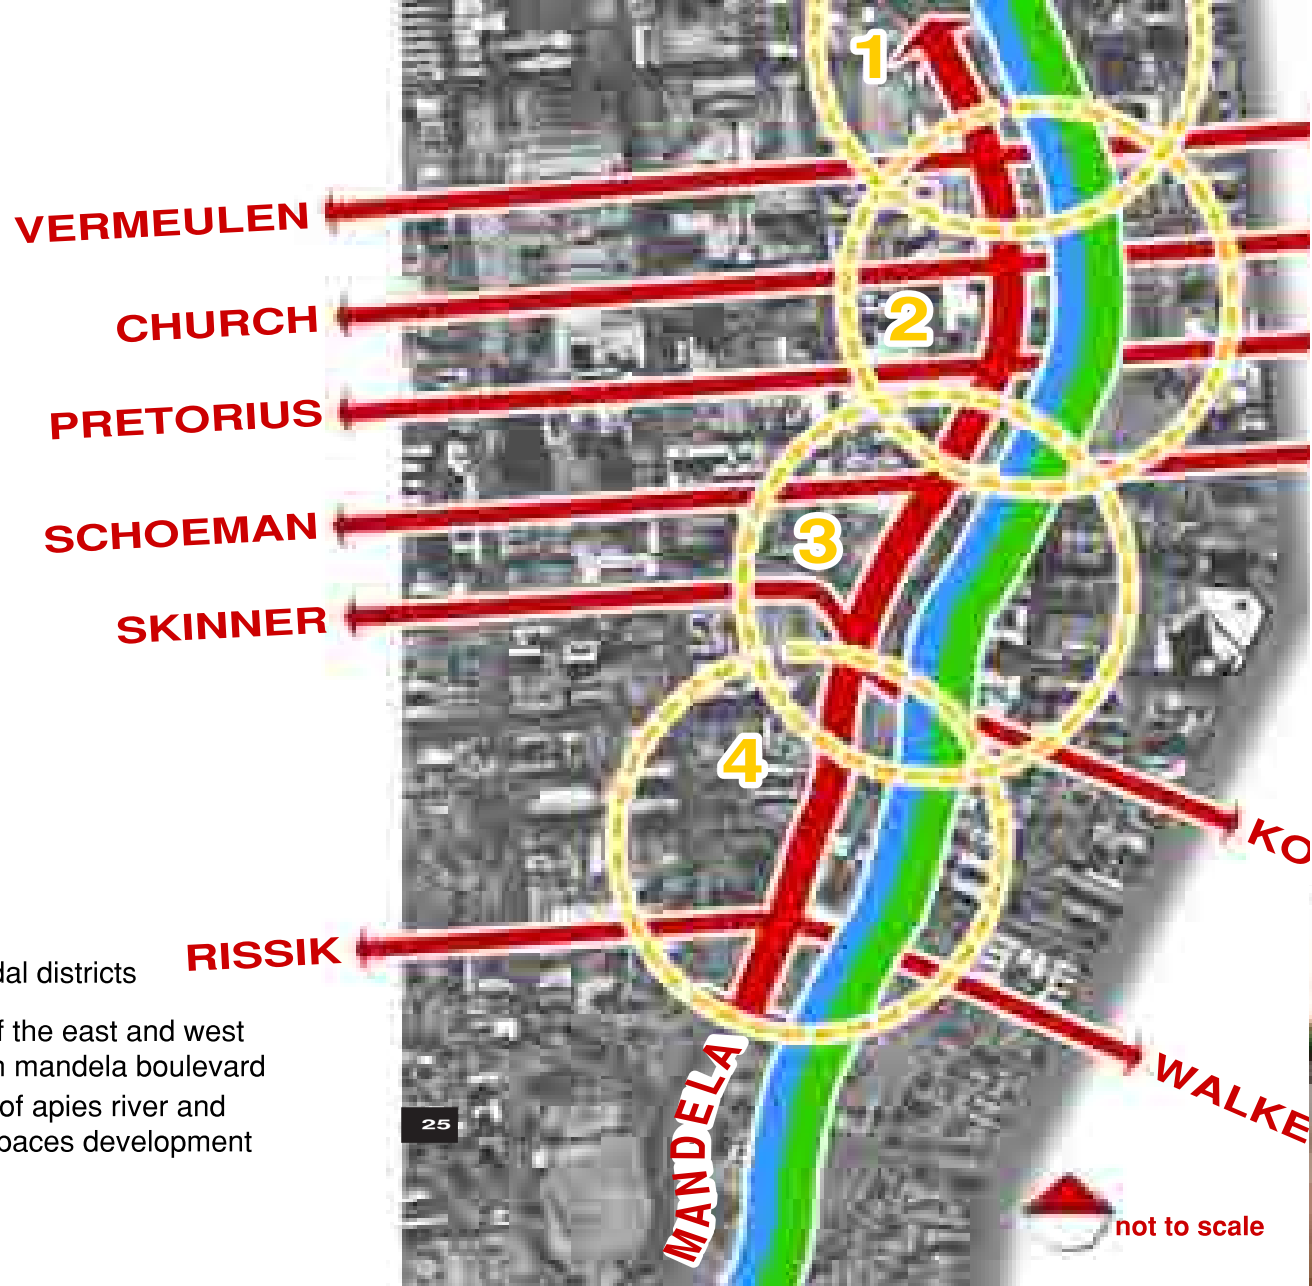 1
VERMEULEN
CHURCH
2
PRETORIUS
SCHOEMAN
3
SKINNER
4
KO
RISSIK
dal districts
f the east and west
n mandela boulevard
of apies river and
paces development
WALKE
MANDELA
25
not to scale